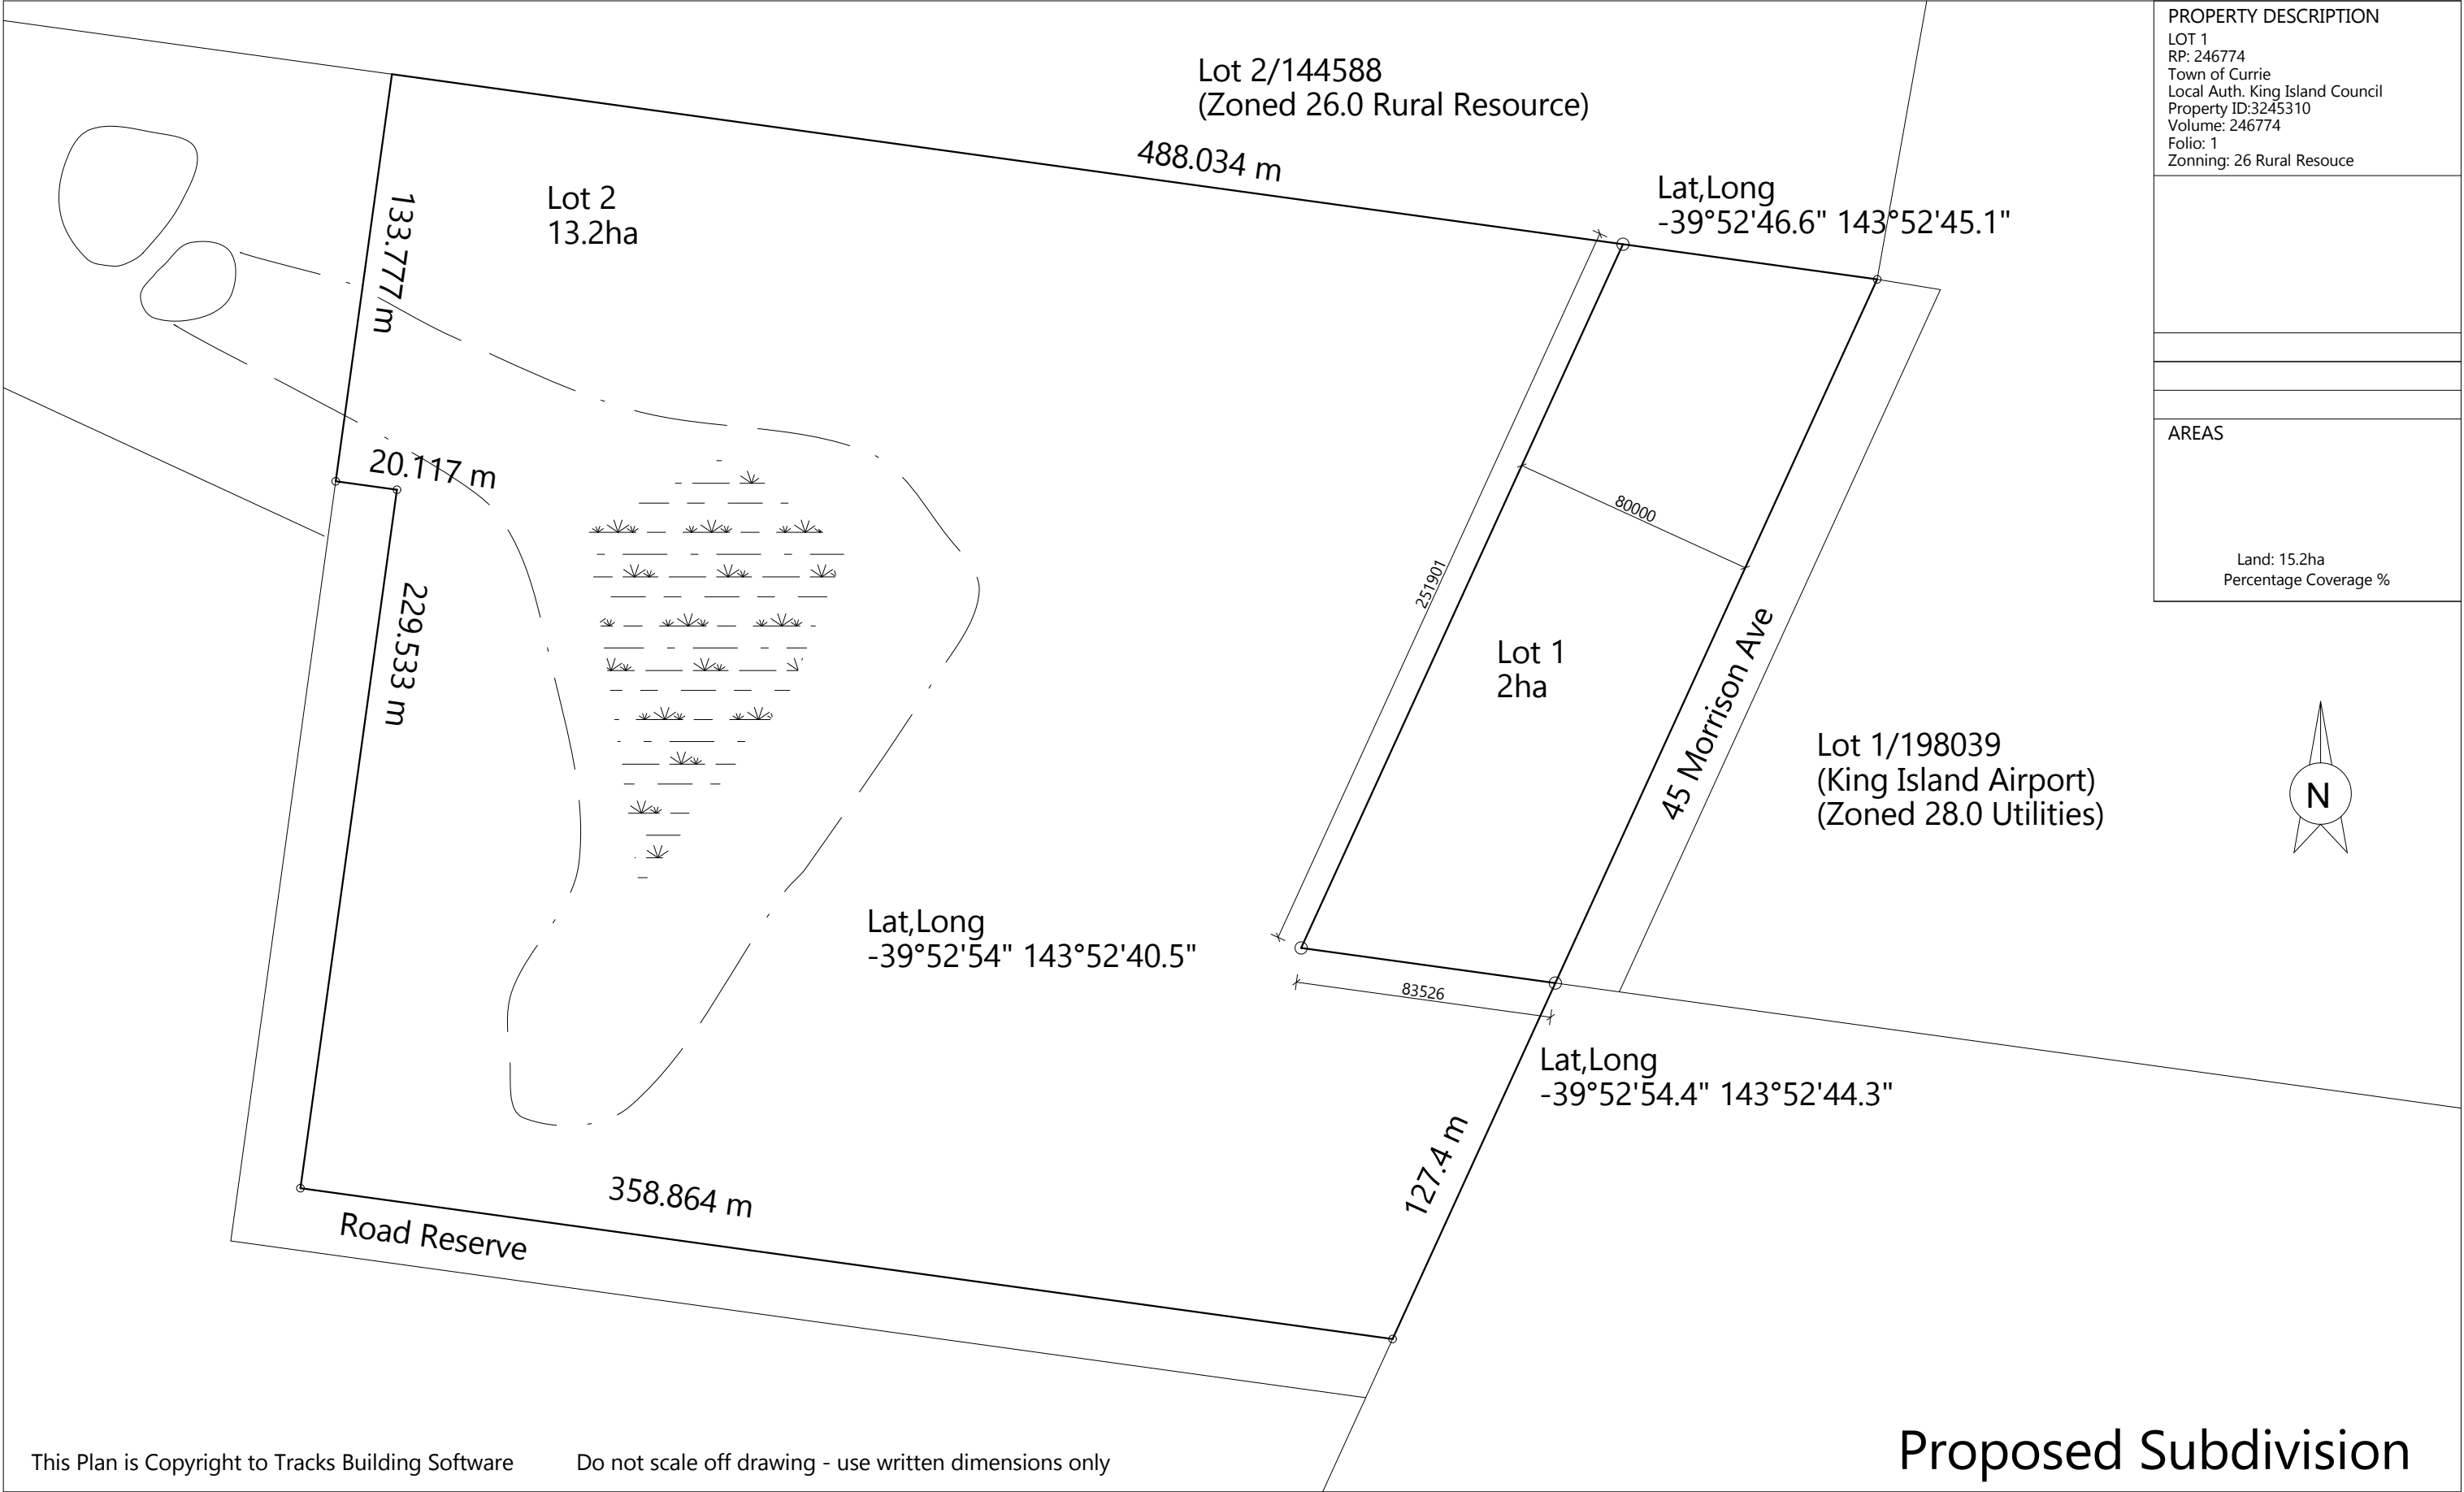 PROPERTY DESCRIPTION
LOT 1
RP: 246774
Town of Currie
Local Auth. King Island Council
Property ID:3245310
Volume: 246774
Folio: 1
Zonning: 26 Rural Resouce
AREAS
Land: 15.2ha
Percentage Coverage %
Lot 2/144588
(Zoned 26.0 Rural Resource)
488.034 m
Lat,Long
-39°52'46.6" 143°52'45.1"
Lot 2
13.2ha
133.777 m
20.117 m
229.533 m
80000
251901
Lot 1
2ha
45 Morrison Ave
Lot 1/198039
(King Island Airport)
(Zoned 28.0 Utilities)
N
Lat,Long
-39°52'54" 143°52'40.5"
83526
Lat,Long
-39°52'54.4" 143°52'44.3"
127.4 m
358.864 m
Road Reserve
Proposed Subdivision
This Plan is Copyright to Tracks Building Software
Do not scale off drawing - use written dimensions only